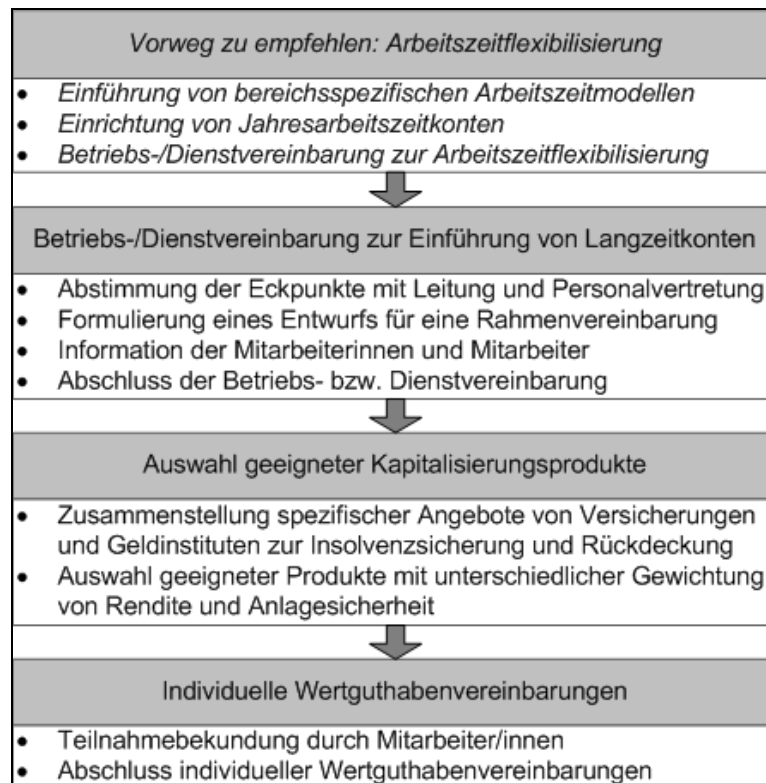 Vorweg zu empfehlen: Arbeitszeitflexibilisierung
• Einführung von bereichsspezifischen Arbeitszeitmodellen
• Einrichtung von Jahresarbeitszeitkonten
• Betriebs-/Dienstvereinbarung zur Arbeitszeitflexibilisierung
Betriebs-/Dienstvereinbarung zur Einführung von Langzeitkonten
• Abstimmung der Eckpunkte mit Leitung und Personalvertretung
• Formulierung eines Entwurfs für eine Rahmenvereinbarung
• Information der Mitarbeiterinnen und Mitarbeiter
• Abschluss der Betriebs- bzw. Dienstvereinbarung
Auswahl geeigneter Kapitalisierungsprodukte
• Zusammenstellung spezifischer Angebote von Versicherungen
und Geldinstituten zur Insolvenzsicherung und Rückdeckung
• Auswahl geeigneter Produkte mit unterschiedlicher Gewichtung
von Rendite und Anlagesicherheit
Individuelle Wertguthabenvereinbarungen
• Teilnahmebekundung durch Mitarbeiter/innen
• Abschluss individueller Wertguthabenvereinbarungen